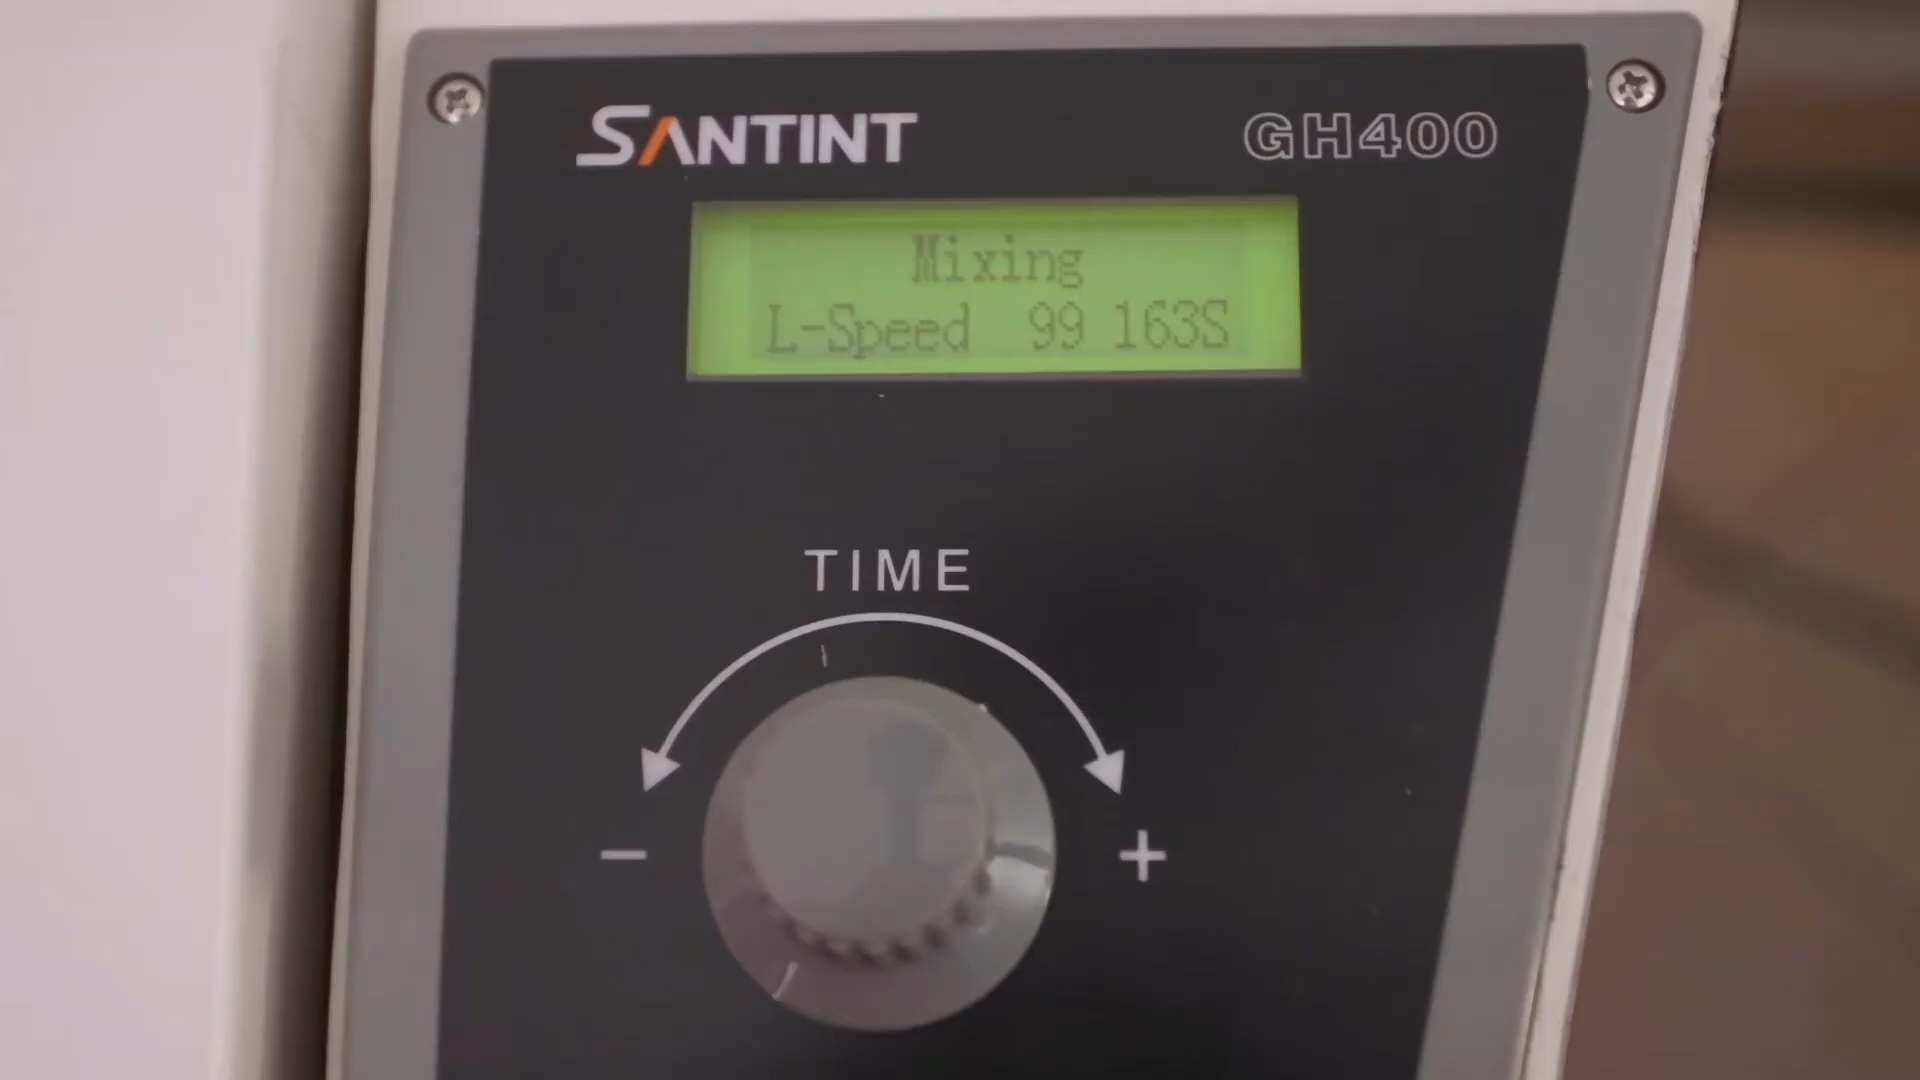 SANTINT GH400
Mixing
L-Speed 99 163S
TIME
− +